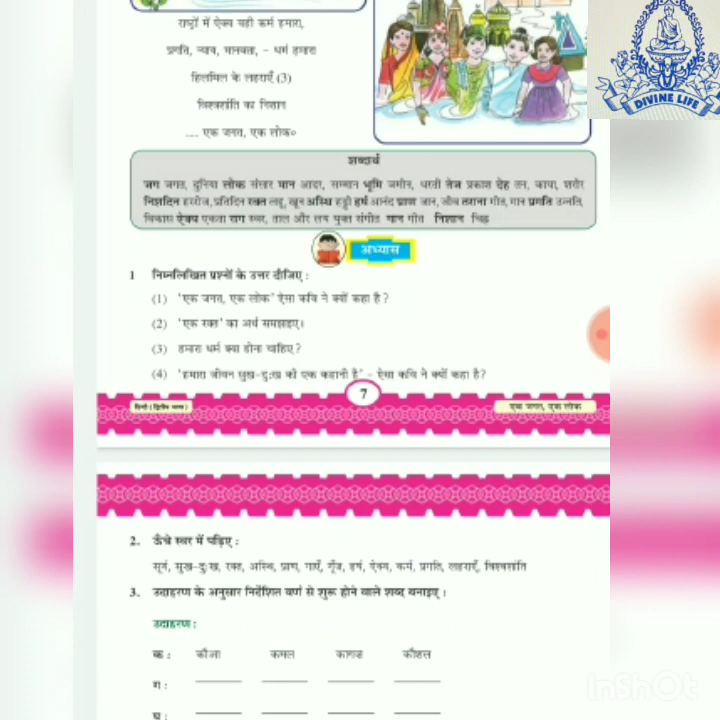 राष्ट्रों में ऐक्य यही कर्म हमारा,
प्रगति, न्याय, मानवता, – धर्म हमारा
हिलमिल के लहराएँ (3)
विश्वशांति का निशान
.... एक जगत, एक लोक०
DIVINE LIFE
शब्दार्थ
जग जगत, दुनिया लोक संसार मान आदर, सम्मान भूमि जमीन, धरती तेज प्रकाश देह तन, काया, शरीर
निशदिन हररोज, प्रतिदिन रक्त लहू, खून अस्थि हड्डी हर्ष आनंद प्राण जान, जीव तराना गीत, गान प्रगति उन्नति,
विकास ऐक्य एकता राग स्वर, ताल और लय युक्त संगीत गान गीत निशान चिह्न
अभ्यास
1 निम्नलिखित प्रश्नों के उत्तर दीजिए :
(1) 'एक जगत, एक लोक' ऐसा कवि ने क्यों कहा है ?
(2) 'एक रक्त' का अर्थ समझाइए।
(3) हमारा धर्म क्या होना चाहिए ?
(4) 'हमारा जीवन सुख-दुःख की एक कहानी है' – ऐसा कवि ने क्यों कहा है?
7
हिन्दी (द्वितीय भाषा)
एक जगत, एक लोक
2. ऊँचे स्वर में पढ़िए :
सूर्य, सुख-दुःख, रक्त, अस्थि, प्राण, गाएँ, गूँज, हर्ष, ऐक्य, कर्म, प्रगति, लहराएँ, विश्वशांति
3. उदाहरण के अनुसार निर्देशित वर्ण से शुरू होने वाले शब्द बनाइए ।
उदाहरण :
क : कौआ कमल कागज कौशल
ग :
घ :
InShOt